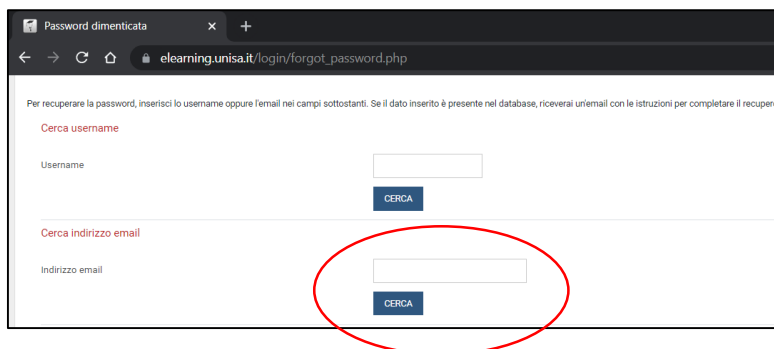 Password dimenticata
elearning.unisa.it/login/forgot_password.php
Per recuperare la password, inserisci lo username oppure l'email nei campi sottostanti. Se il dato inserito è presente nel database, riceverai un'email con le istruzioni per completare il recuper
Cerca username
Username
CERCA
Cerca indirizzo email
Indirizzo email
CERCA